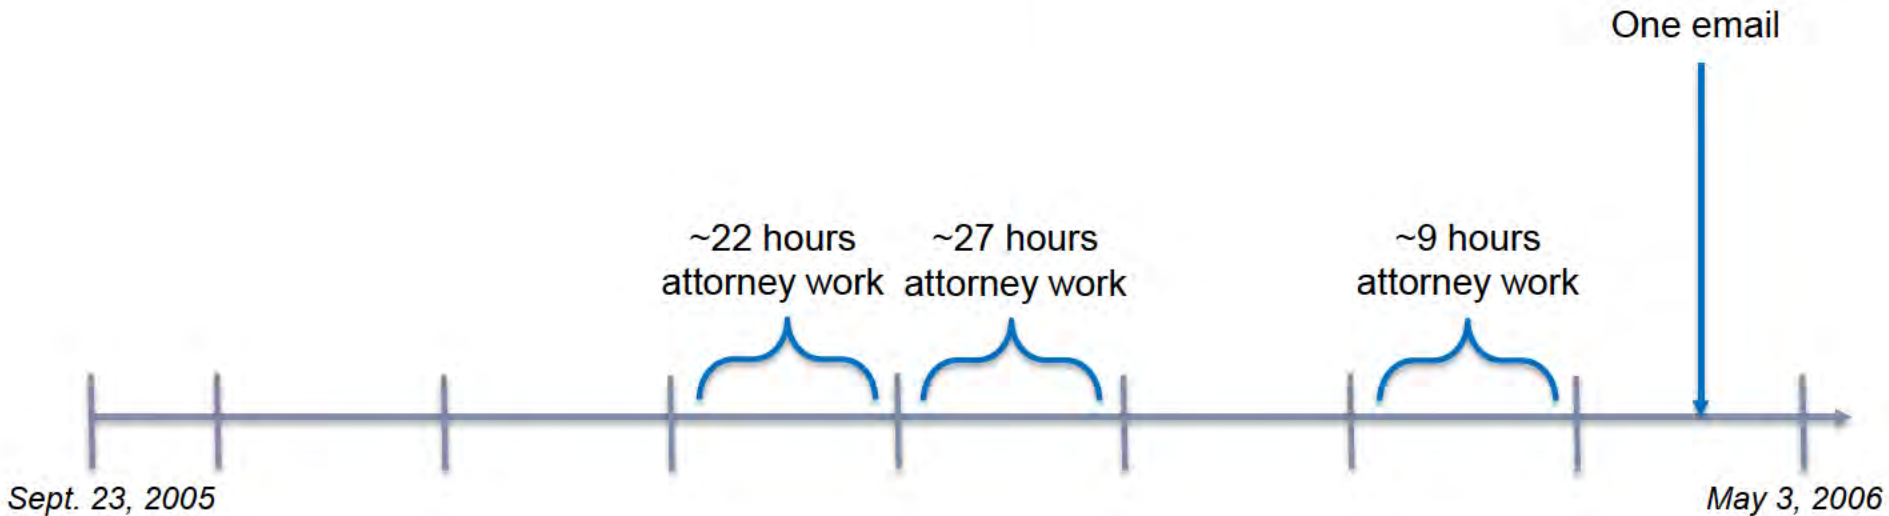 One email
~22 hours
attorney work
~27 hours
attorney work
~9 hours
attorney work
Sept. 23, 2005
May 3, 2006